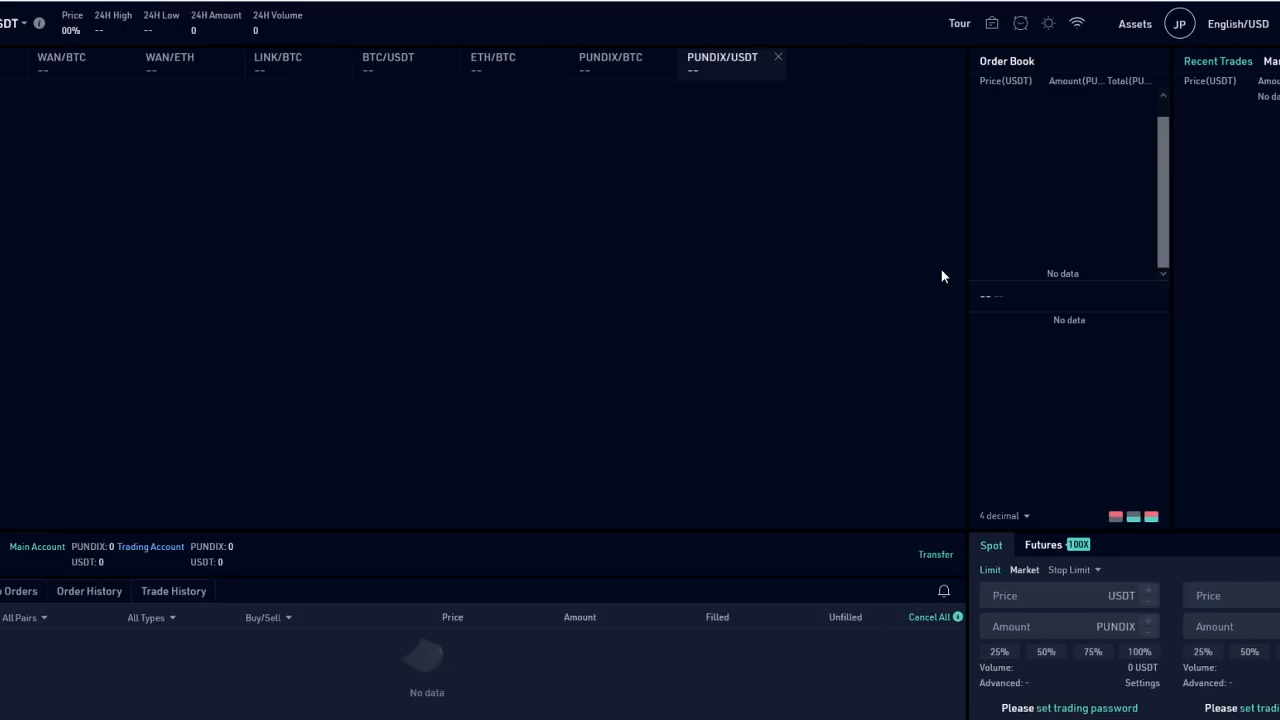 SDT
Price 24H High 24H Low 24H Amount 24H Volume
00% -- -- 0 0
Tour Assets JP English/USD
WAN/BTC WAN/ETH LINK/BTC BTC/USDT ETH/BTC PUNDIX/BTC PUNDIX/USDT
-- -- -- -- -- -- --
Order Book
Price(USDT) Amount(PU... Total(PU...
No data
-- --
No data
4 decimal
Recent Trades Mar
Price(USDT) Amou
No da
Main Account PUNDIX: 0 Trading Account PUNDIX: 0
USDT: 0 USDT: 0
Transfer
Orders Order History Trade History
All Pairs All Types Buy/Sell Price Amount Filled Unfilled Cancel All
No data
Spot Futures 100X
Limit Market Stop Limit
Price USDT
Amount PUNDIX
25% 50% 75% 100%
Volume: 0 USDT
Advanced: - Settings
Please set trading password
Price
Amount
25% 50%
Volume:
Advanced: -
Please set tradi